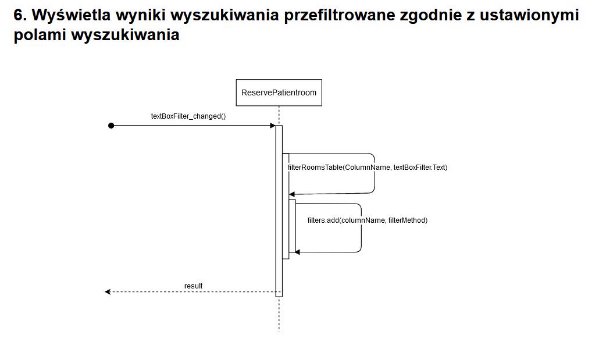 6. Wyświetla wyniki wyszukiwania przefiltrowane zgodnie z ustawionymi
polami wyszukiwania
ReservePatientroom
textBoxFilter_changed()
filterRoomsTable(ColumnName, textBoxFilter.Text)
filters.add(columnName, filterMethod)
result